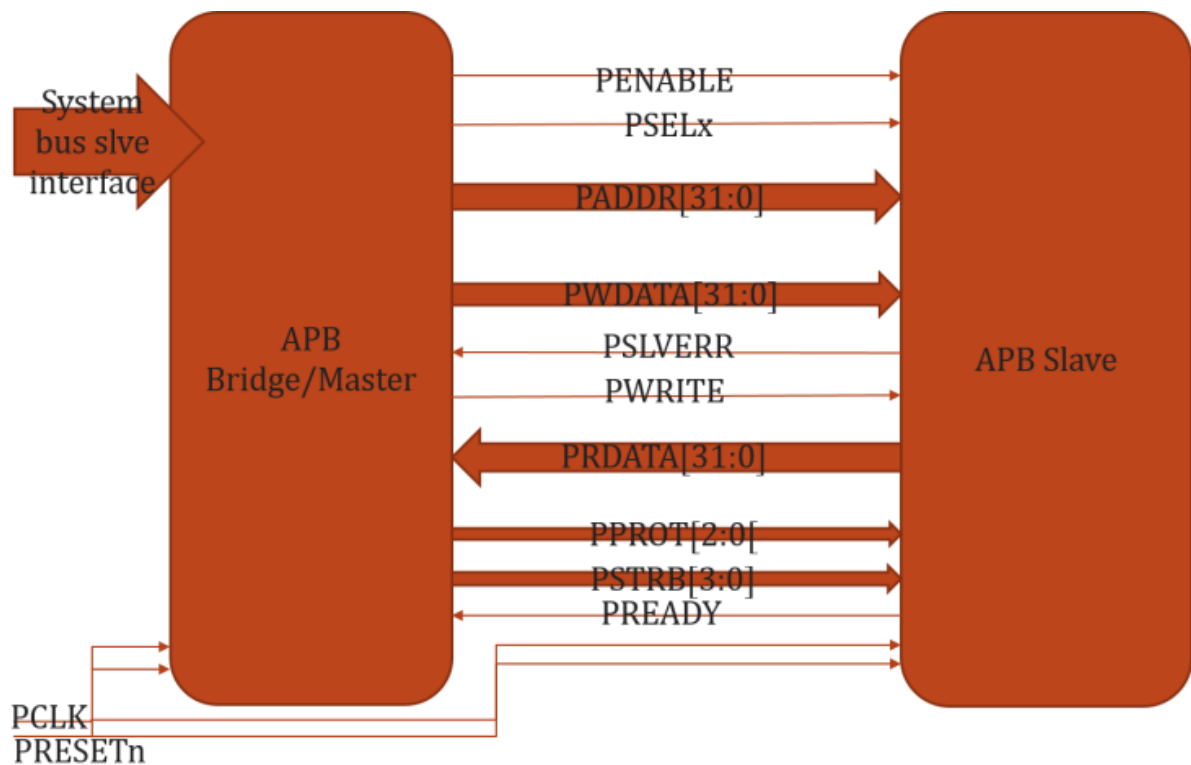 System
bus slve
interface
APB
Bridge/Master
PENABLE
PSELx
PADDR[31:0]
PWDATA[31:0]
PSLVERR
PWRITE
PRDATA[31:0]
PPROT[2:0[
PSTRB[3:0]
PREADY
APB Slave
PCLK
PRESETn